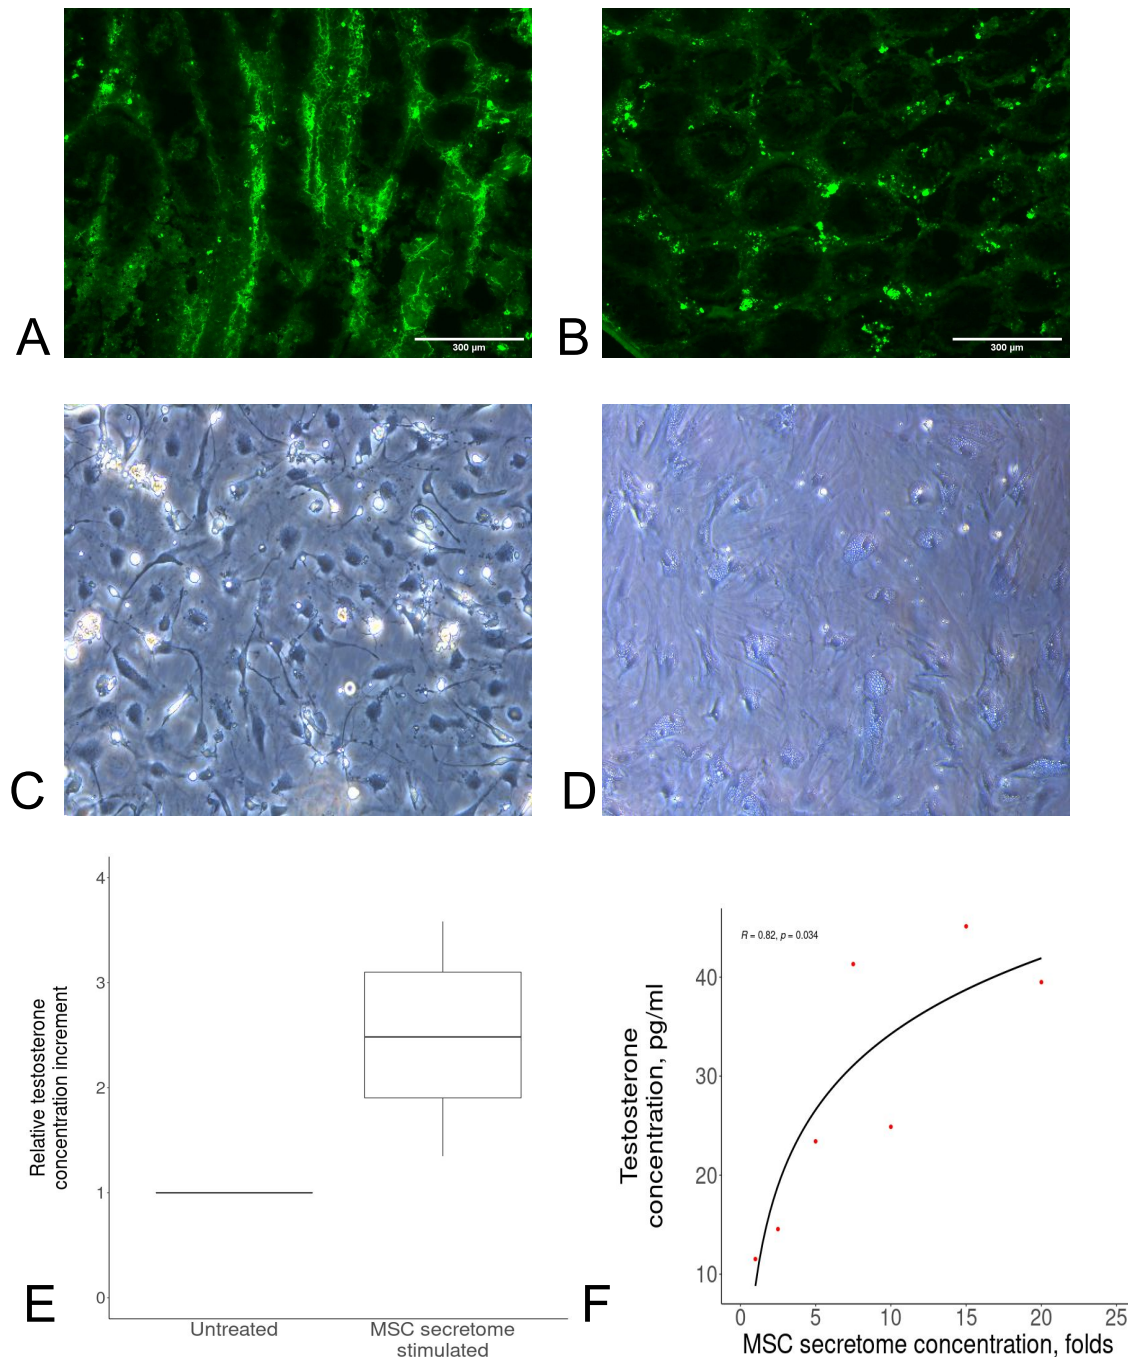 A
300 µm
B
300 µm
C
D
Relative testosterone
concentration increment
4
3
2
1
0
Untreated
MSC secretome
stimulated
E
Testosterone
concentration, pg/ml
R = 0.82, p = 0.034
40
30
20
10
0
5
10
15
20
25
MSC secretome concentration, folds
F